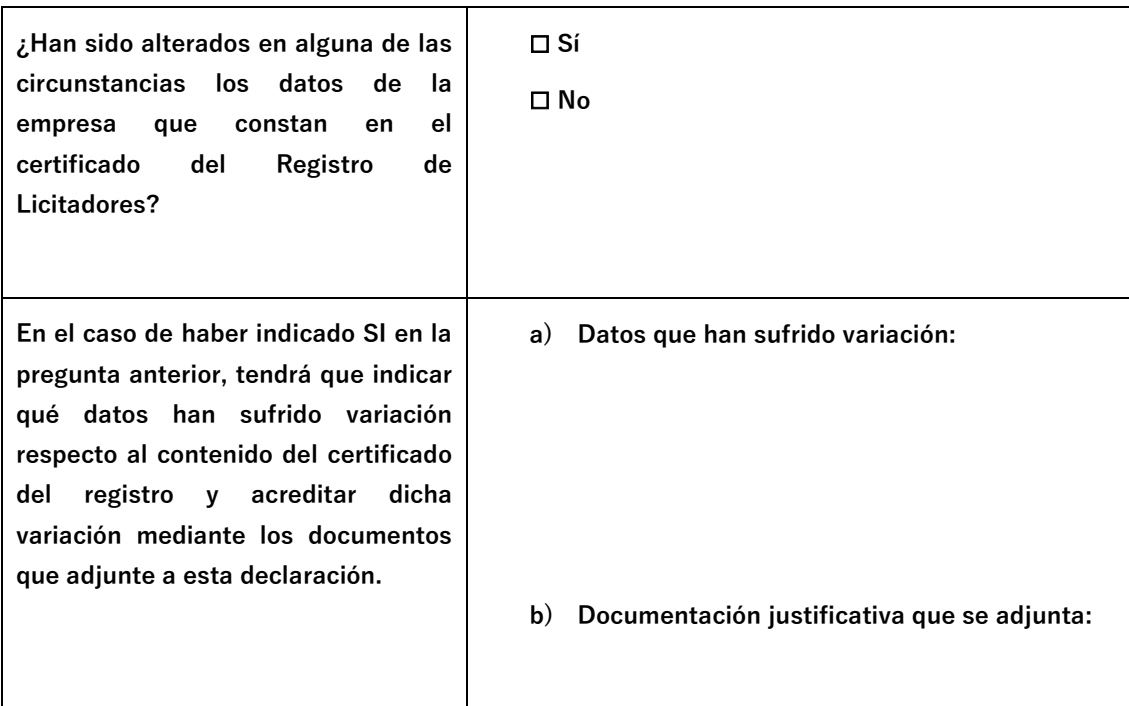 ¿Han sido alterados en alguna de las
circunstancias los datos de la
empresa que constan en el
certificado del Registro de
Licitadores?
☐ Sí
☐ No
En el caso de haber indicado SI en la
pregunta anterior, tendrá que indicar
qué datos han sufrido variación
respecto al contenido del certificado
del registro y acreditar dicha
variación mediante los documentos
que adjunte a esta declaración.
a) Datos que han sufrido variación:
b) Documentación justificativa que se adjunta: